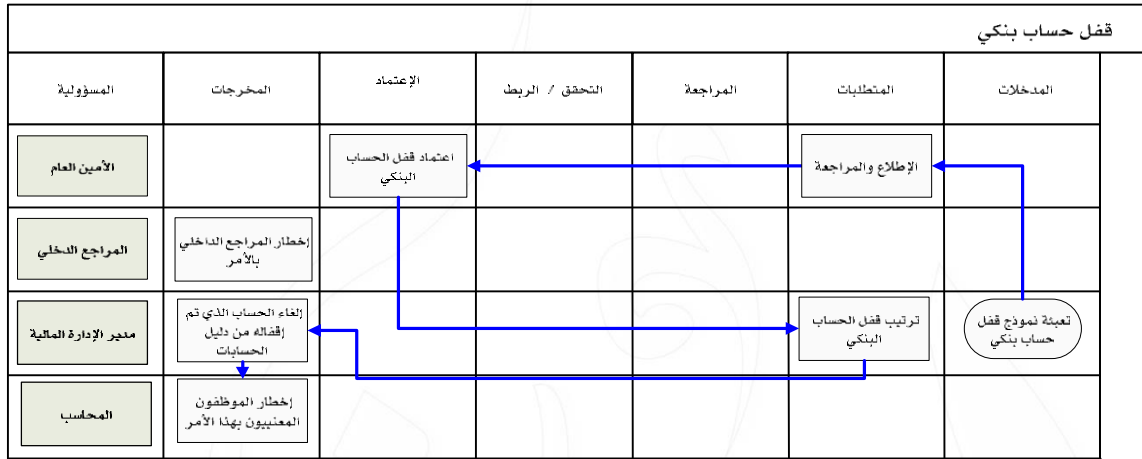 قفل حساب بنكي
المدخلات
المتطلبات
المراجعة
التحقق / الربط
الإعتماد
المخرجات
المسؤولية
الإطلاع والمراجعة
اعتماد قفل الحساب
البنكي
الأمين العام
إخطار المراجع الداخلي
بالأمر
المراجع الدخلي
تعبئة نموذج قفل
حساب بنكي
ترتيب قفل الحساب
البنكي
إلغاء الحساب الذي تم
إقفاله من دليل
الحسابات
مدير الإدارة المالية
إخطار الموظفون
المعنييون بهذا الأمر
المحاسب